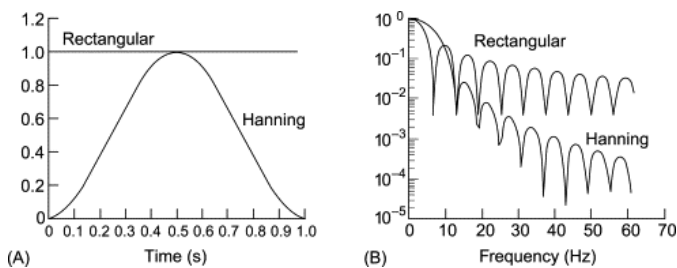 1.2
Rectangular
1.0
0.8
0.6
Hanning
0.4
0.2
0
0 0.1 0.2 0.3 0.4 0.5 0.6 0.7 0.8 0.9 1.0
(A) Time (s)
10⁰
Rectangular
10⁻¹
10⁻²
10⁻³
Hanning
10⁻⁴
10⁻⁵
0 10 20 30 40 50 60 70
(B) Frequency (Hz)